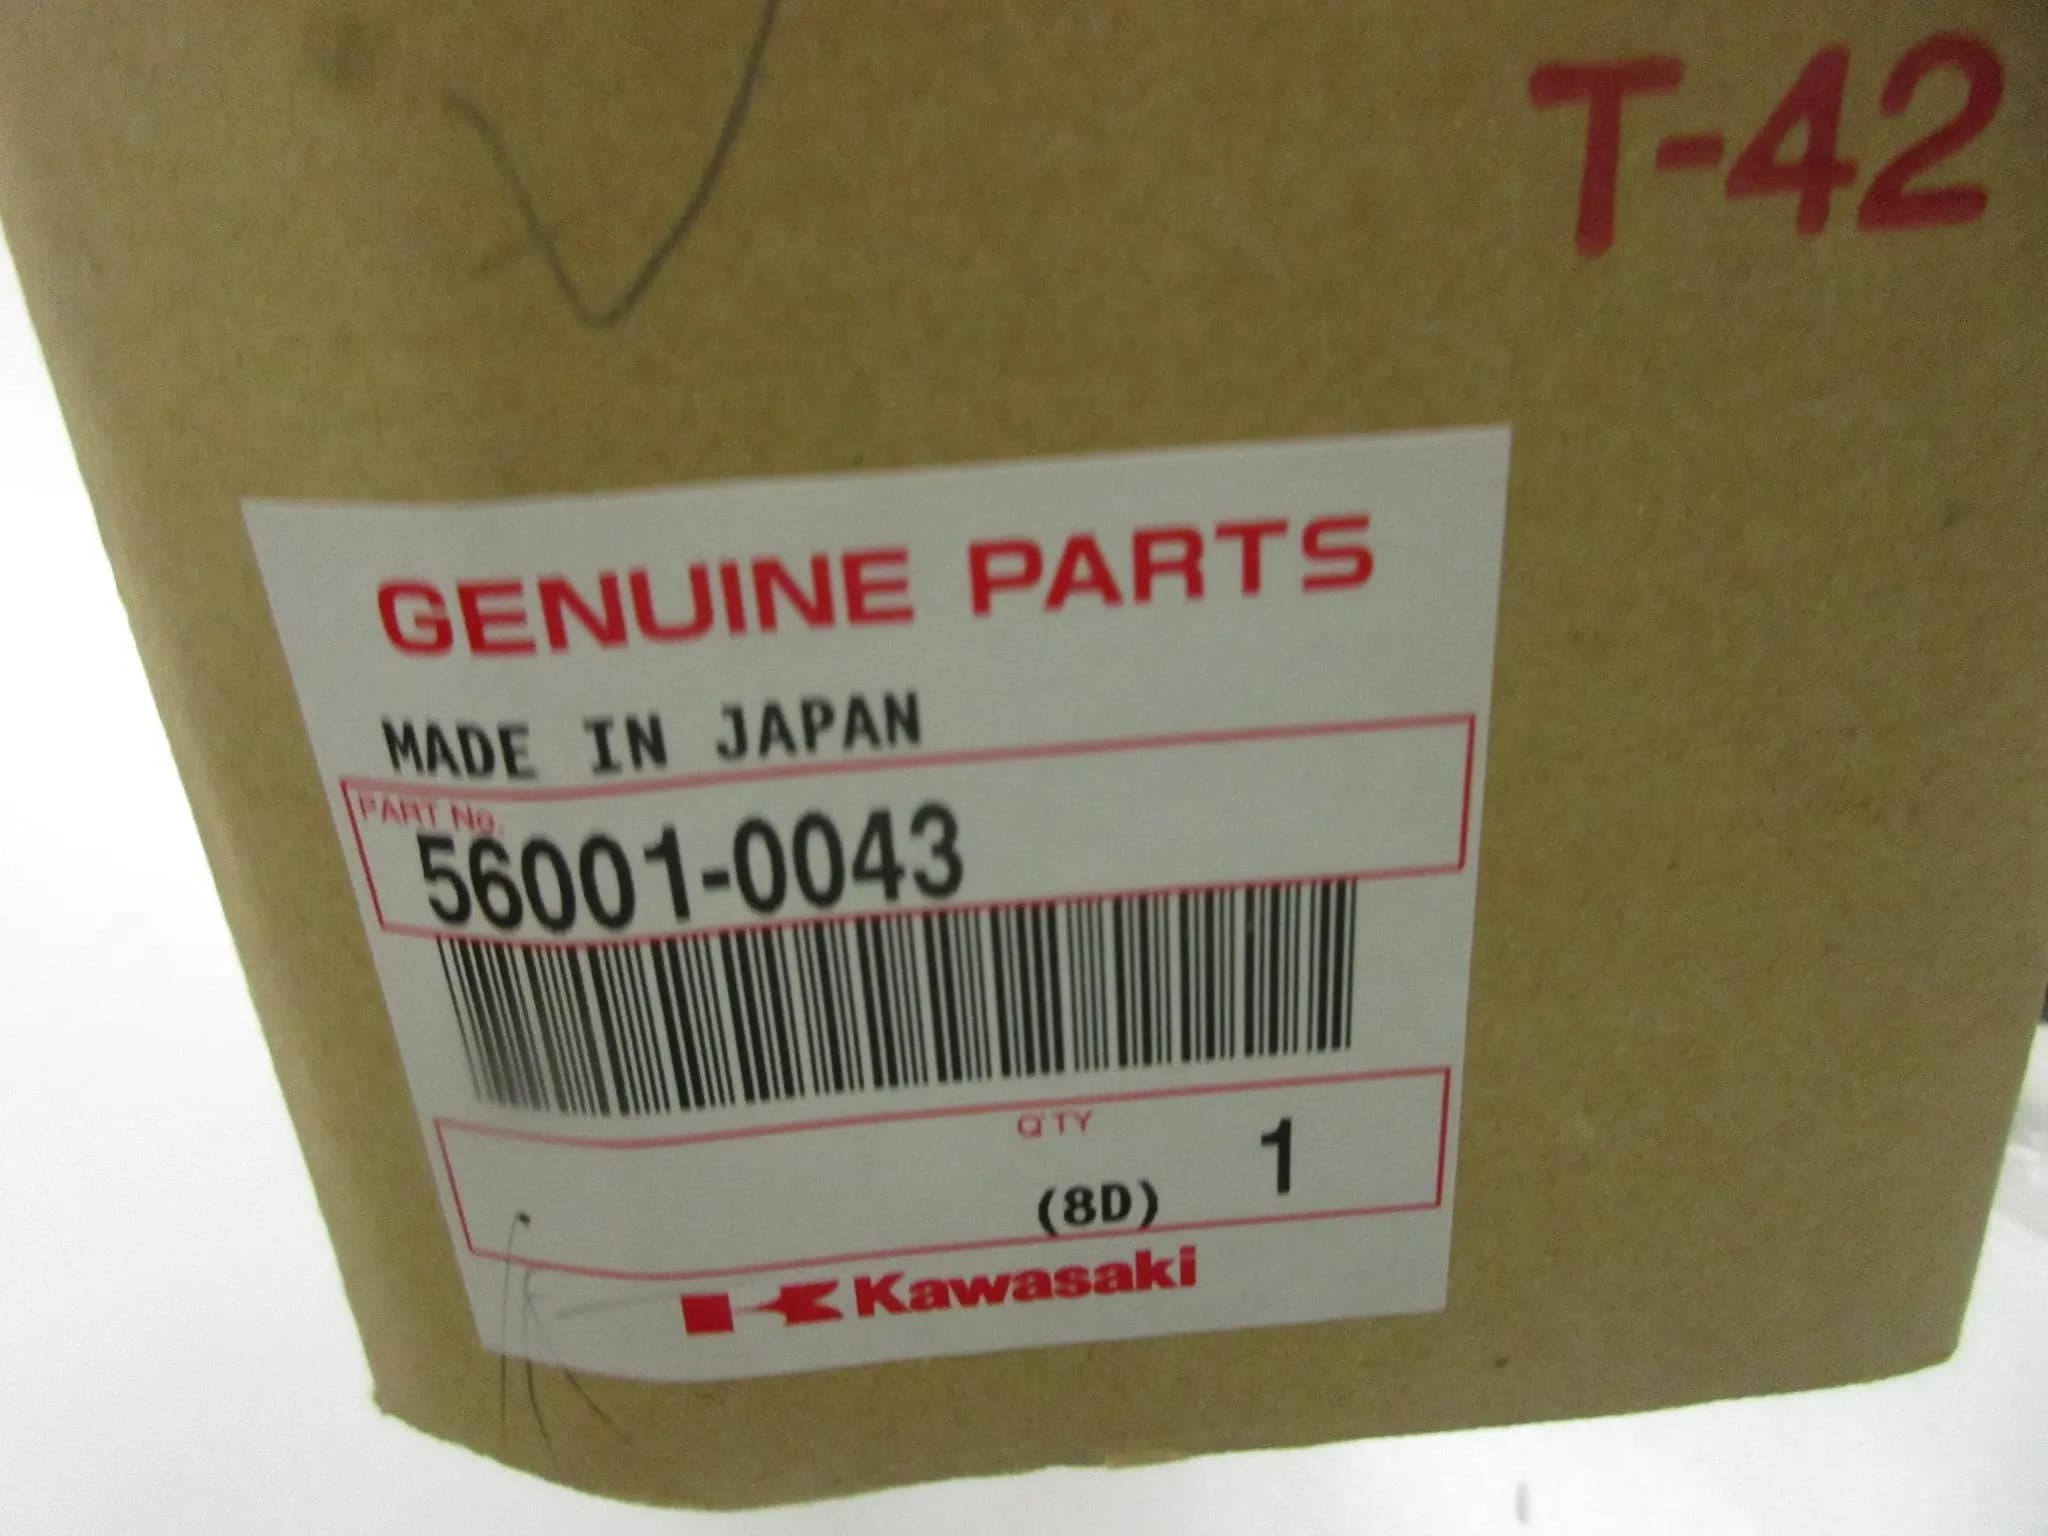 T-42
GENUINE PARTS
MADE IN JAPAN
PART No.
56001-0043
Q'TY
(8D) 1
Kawasaki